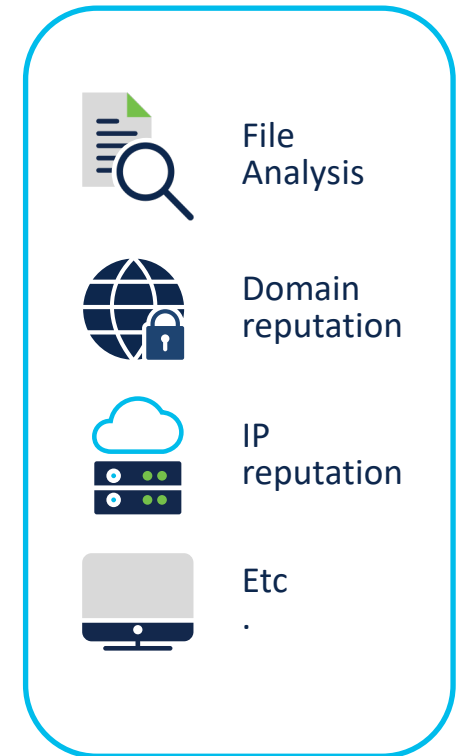 File
Analysis
Domain
reputation
IP
reputation
Etc
.